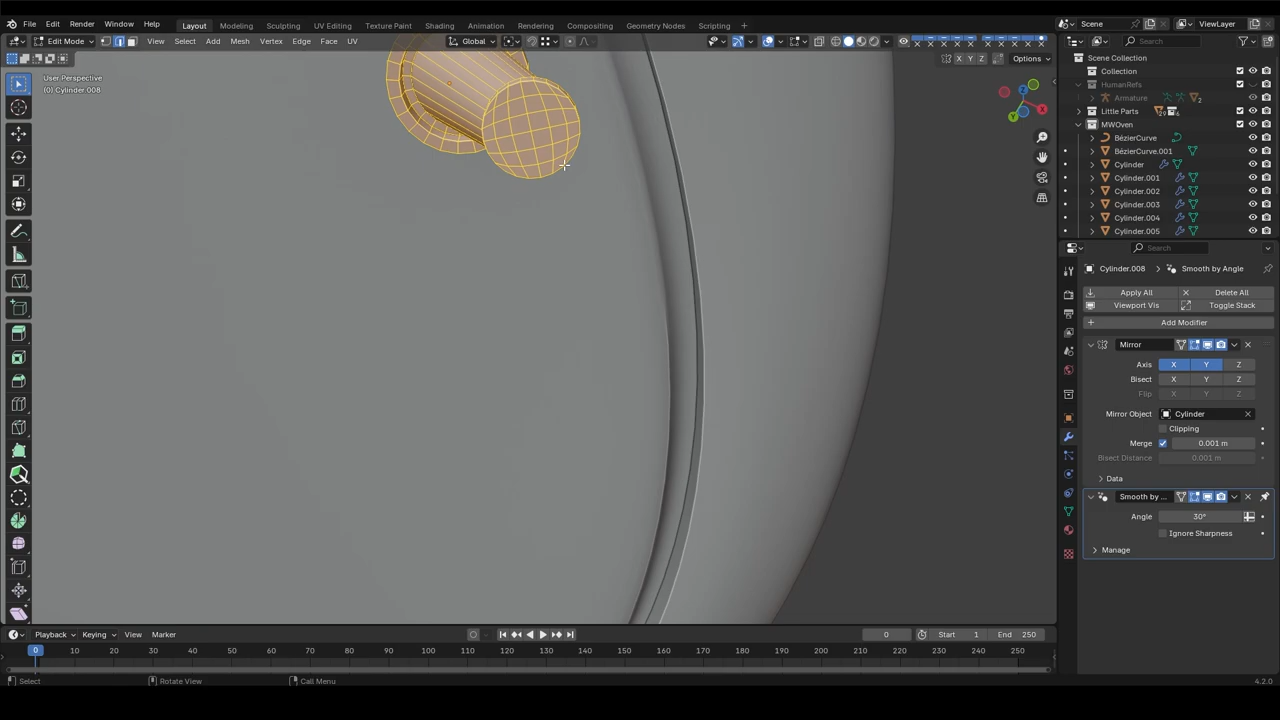 File Edit Render Window Help Layout Modeling Sculpting UV Editing Texture Paint Shading Animation Rendering Compositing Geometry Nodes Scripting Scene ViewLayer
Edit Mode View Select Add Mesh Vertex Edge Face UV Global Search
X Y Z Options
User Perspective
(0) Cylinder.008
Scene Collection
Collection
HumanRefs
Armature 2
Little Parts
MWOven
BézierCurve
BézierCurve.001
Cylinder
Cylinder.001
Cylinder.002
Cylinder.003
Cylinder.004
Cylinder.005
Search
Cylinder.008 > Smooth by Angle
Apply All Delete All
Viewport Vis Toggle Stack
Add Modifier
Mirror
Axis X Y Z
Bisect X Y Z
Flip X Y Z
Mirror Object Cylinder
Clipping
Merge 0.001 m
Bisect Distance 0.001 m
Data
Smooth by ...
Angle 30°
Ignore Sharpness
Manage
Playback Keying View Marker 0 Start 1 End 250
0 10 20 30 40 50 60 70 80 90 100 110 120 130 140 150 160 170 180 190 200 210 220 230 240 250
Select Rotate View Call Menu 4.2.0